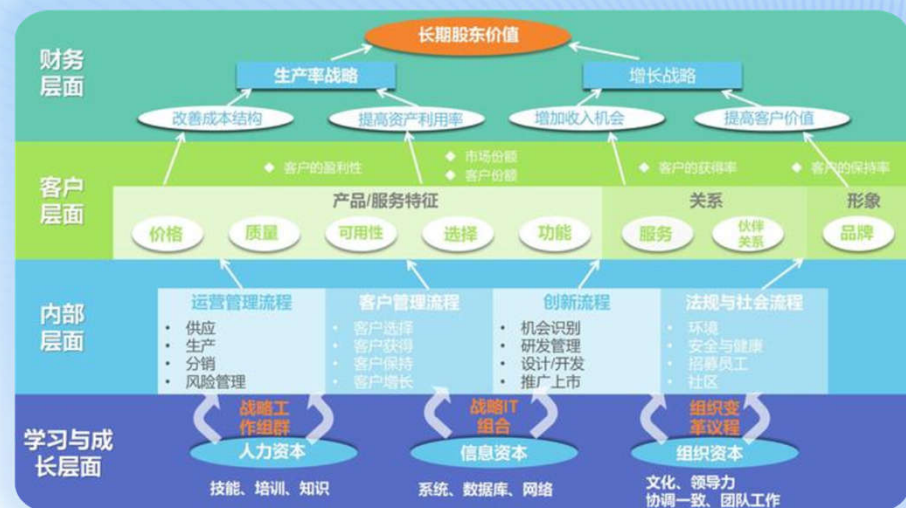 长期股东价值
财务
层面
生产率战略
增长战略
改善成本结构
提高资产利用率
增加收入机会
提高客户价值
客户
层面
客户的盈利性
市场份额
客户份额
客户的获得率
客户的保持率
产品/服务特征
关系
形象
价格
质量
可用性
选择
功能
服务
伙伴
关系
品牌
内部
层面
运营管理流程
• 供应
• 生产
• 分销
• 风险管理
客户管理流程
• 客户选择
• 客户获得
• 客户保持
• 客户增长
创新流程
• 机会识别
• 研发管理
• 设计/开发
• 推广上市
法规与社会流程
• 环境
• 安全与健康
• 招募员工
• 社区
学习与成
长层面
战略工
作组群
人力资本
技能、培训、知识
战略IT
组合
信息资本
系统、数据库、网络
组织变
革议程
组织资本
文化、领导力
协调一致、团队工作